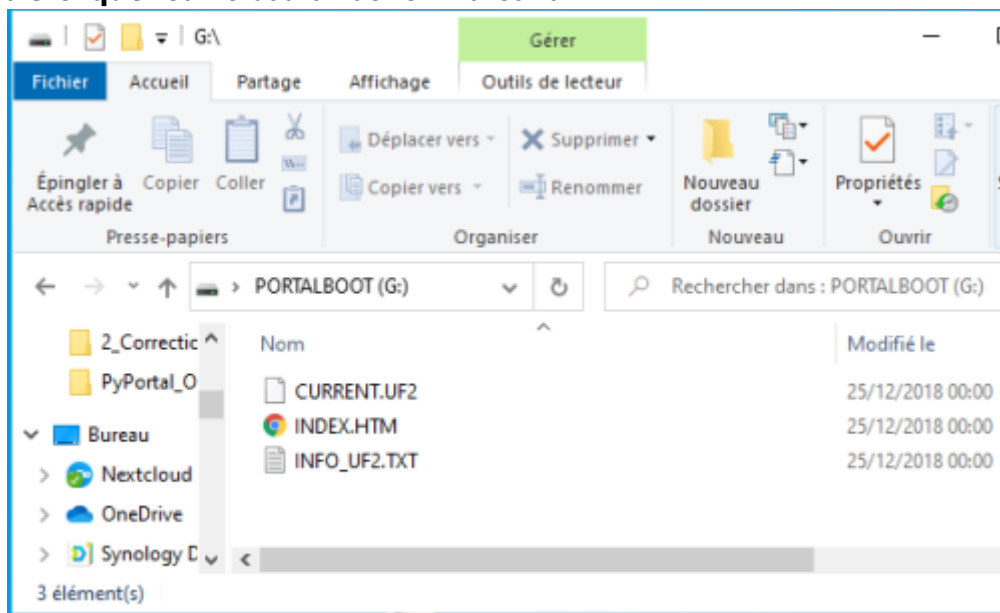 G:\
Gérer
Fichier Accueil Partage Affichage Outils de lecteur
Épingler à Accès rapide
Copier
Coller
Presse-papiers
Déplacer vers
Copier vers
Supprimer
Renommer
Organiser
Nouveau dossier
Nouveau
Propriétés
Ouvrir
PORTALBOOT (G:)
Rechercher dans : PORTALBOOT (G:)
2_Correctic
PyPortal_O
Bureau
Nextcloud
OneDrive
Synology D
Nom Modifié le
CURRENT.UF2 25/12/2018 00:00
INDEX.HTM 25/12/2018 00:00
INFO_UF2.TXT 25/12/2018 00:00
3 élément(s)